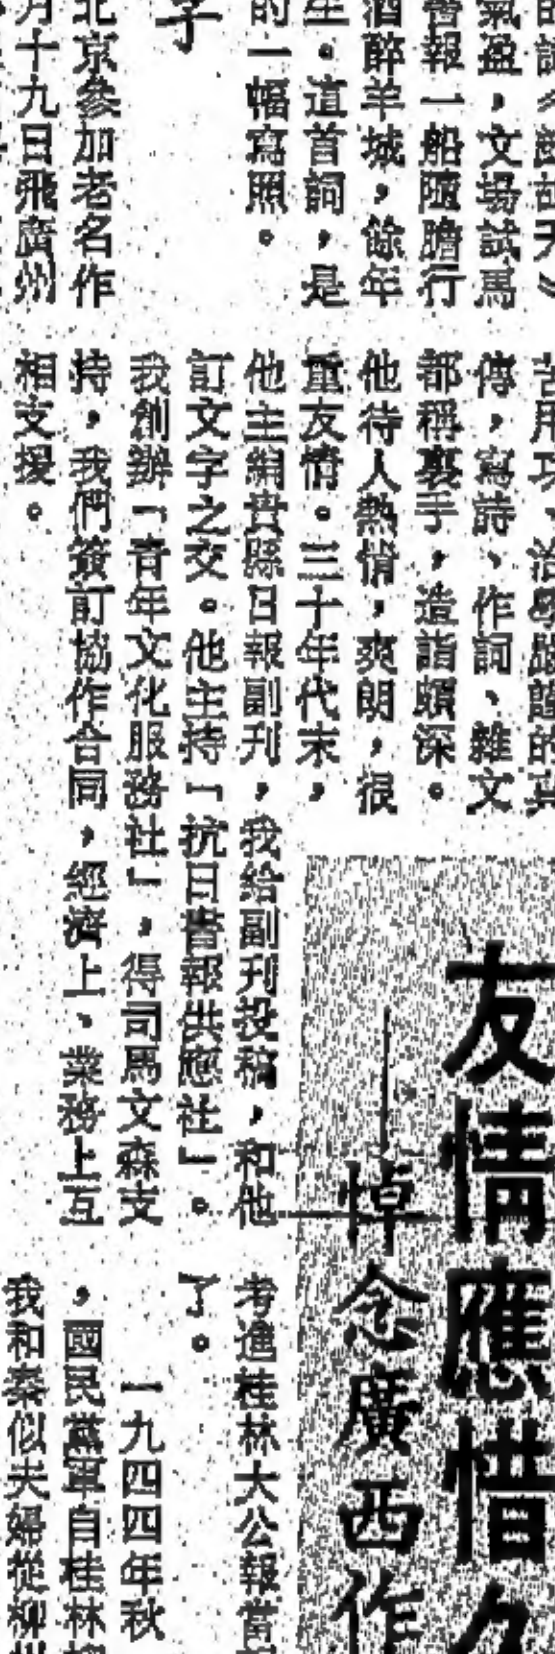 氣盈，文場試馬
書報一船隨膽行
酒醉羊城，餘年
生。這首詞，是
的一幅寫照。
子
北京參加老名作
月十九日飛廣州
傳，寫詩、作詞、雜文
都稱裏手，造詣頗深。
他待人熱情，爽朗，很
重友情。三十年代末，
他主編貴縣日報副刊，我給副刊投稿，和他
訂文字之交。他主持「抗日書報供應社」。
我創辦「青年文化服務社」，得司馬文森支
持，我們簽訂協作合同，經濟上、業務上互
相支援。
友情應惜
——悼念廣西作
考進桂林大公報當
了。
一九四四年秋
，國民黨軍自桂林
我和秦似夫婦從柳州